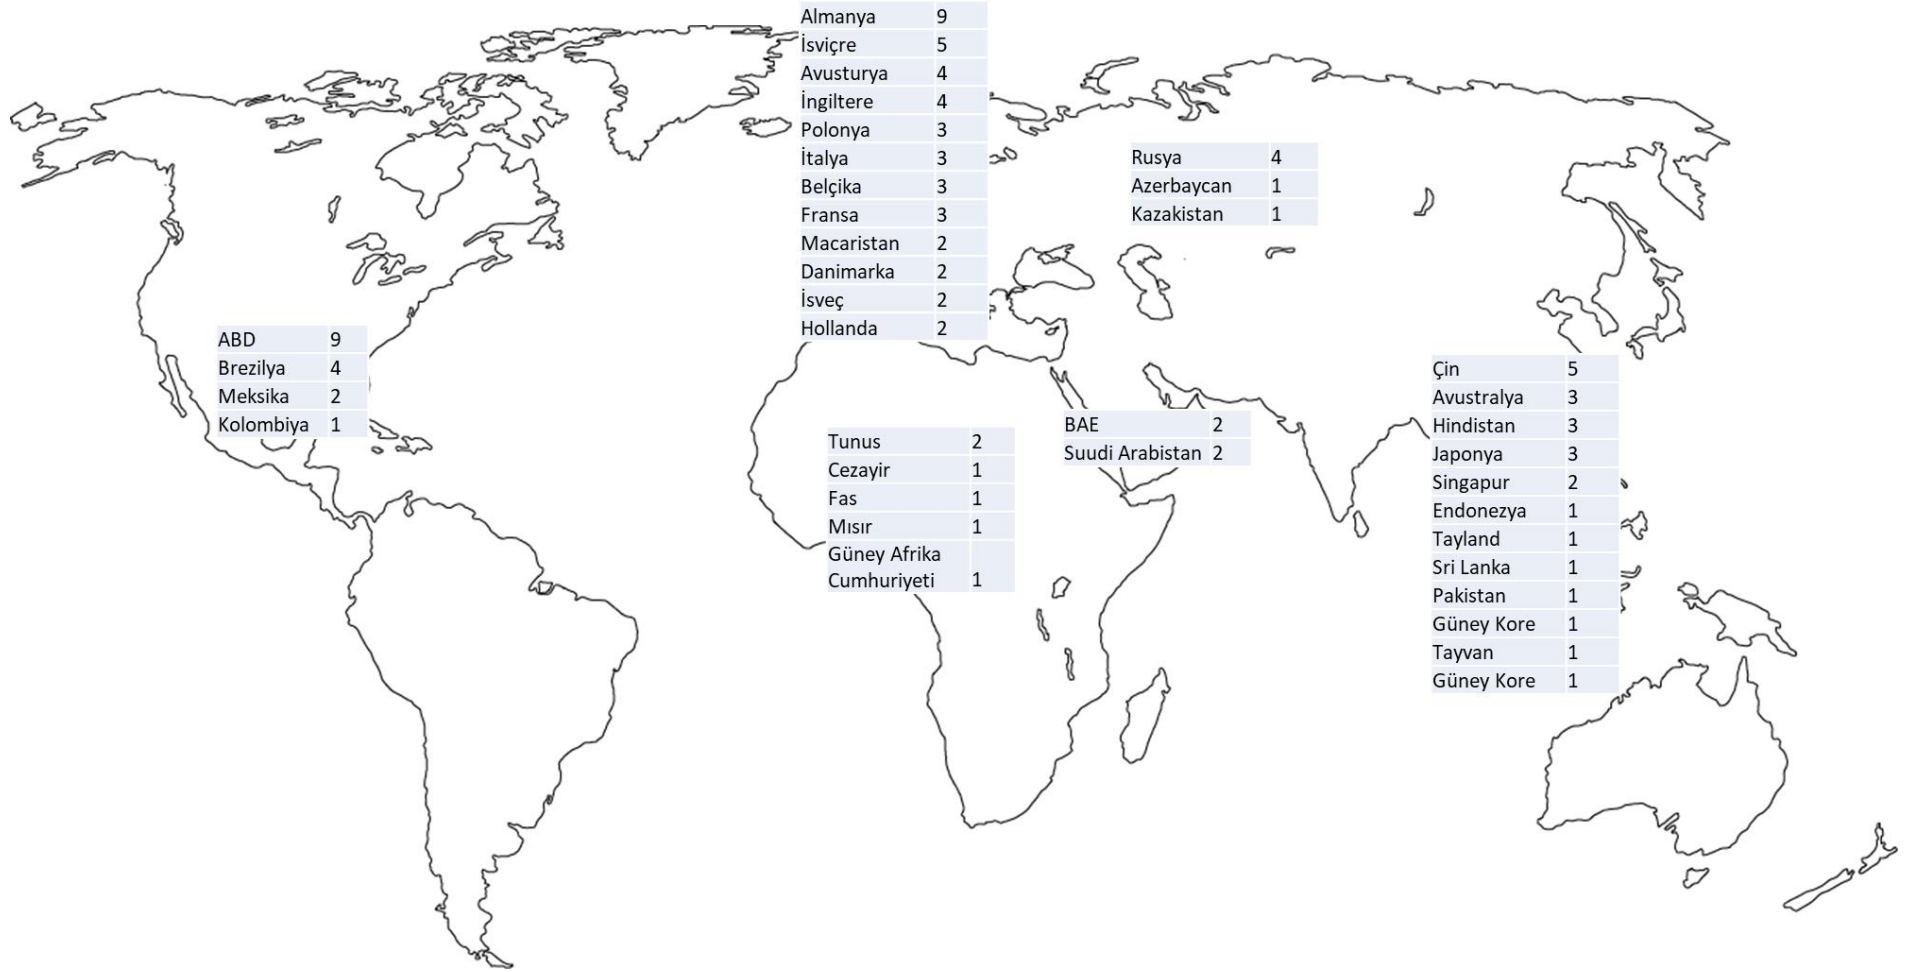 Almanya 9
İsviçre 5
Avusturya 4
İngiltere 4
Polonya 3
İtalya 3
Belçika 3
Fransa 3
Macaristan 2
Danimarka 2
İsveç 2
Hollanda 2
Rusya 4
Azerbaycan 1
Kazakistan 1
ABD 9
Brezilya 4
Meksika 2
Kolombiya 1
Tunus 2
Cezayir 1
Fas 1
Mısır 1
Güney Afrika
Cumhuriyeti 1
BAE 2
Suudi Arabistan 2
Çin 5
Avustralya 3
Hindistan 3
Japonya 3
Singapur 2
Endonezya 1
Tayland 1
Sri Lanka 1
Pakistan 1
Güney Kore 1
Tayvan 1
Güney Kore 1